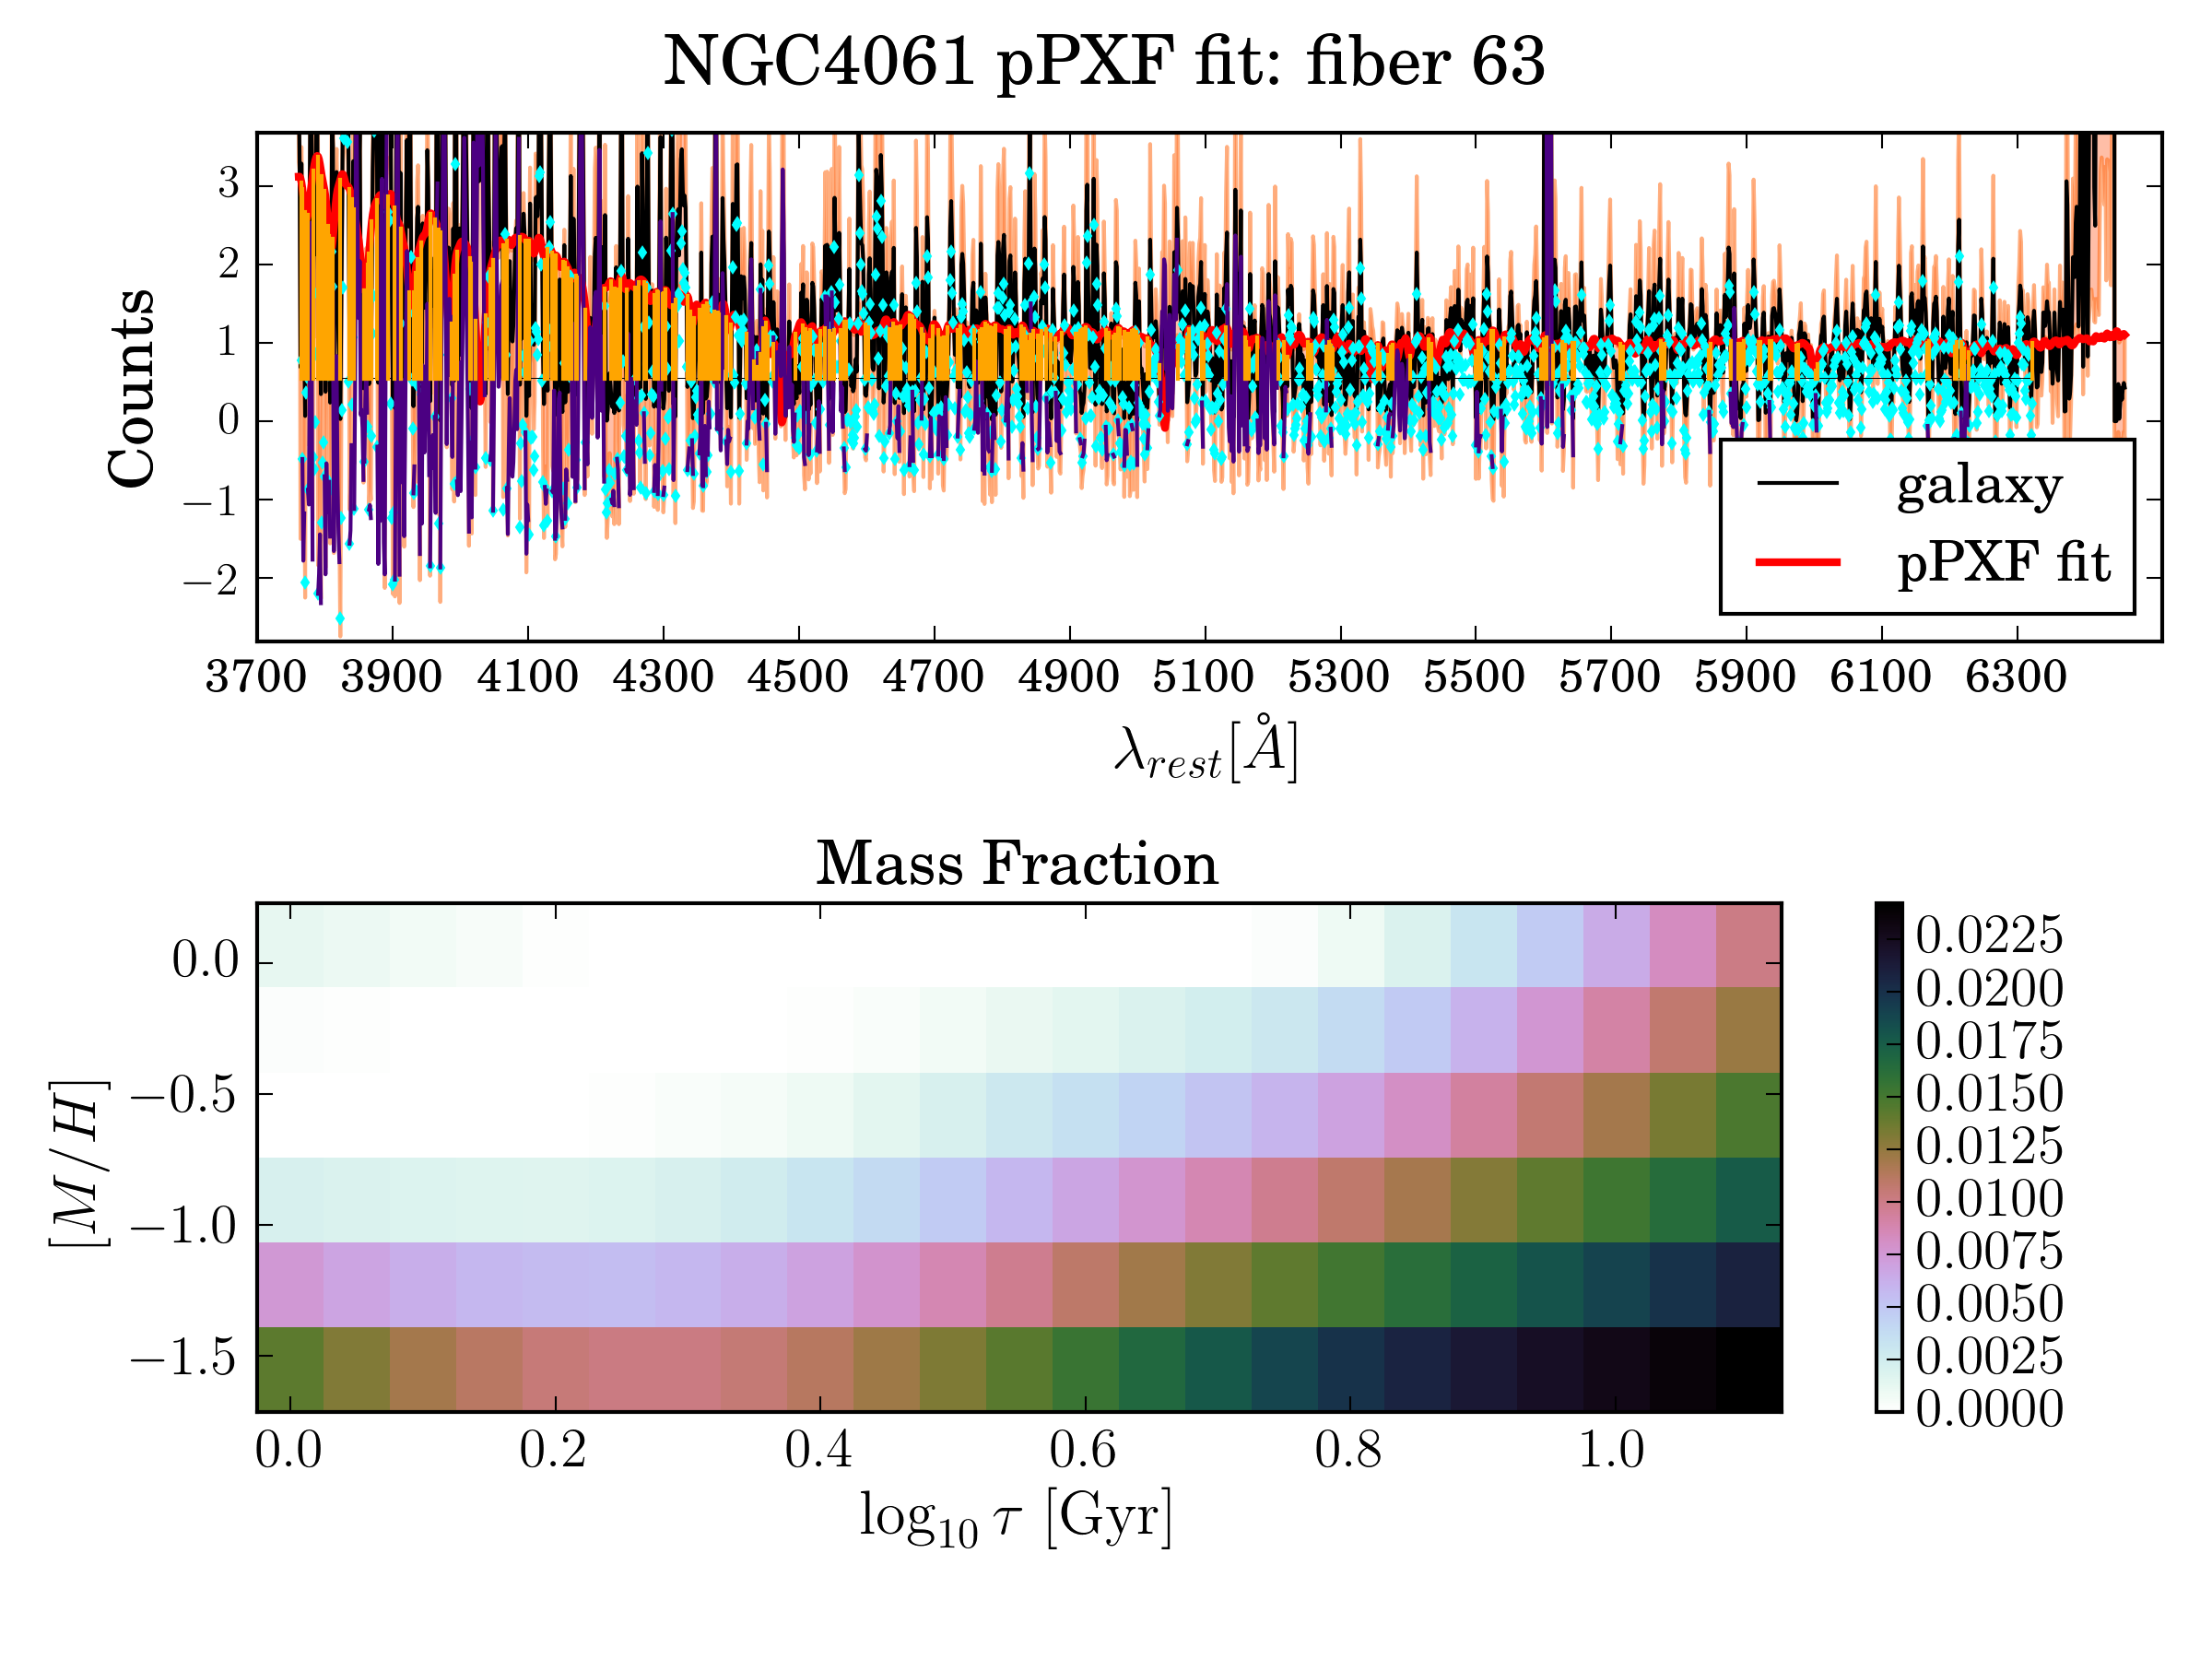 NGC4061 pPXF fit: fiber 63
Counts
3
2
1
0
−1
−2
galaxy
pPXF fit
3700 3900 4100 4300 4500 4700 4900 5100 5300 5500 5700 5900 6100 6300
λrest[Å]
Mass Fraction
[M/H]
0.0
−0.5
−1.0
−1.5
0.0 0.2 0.4 0.6 0.8 1.0
log10 τ [Gyr]
0.0225
0.0200
0.0175
0.0150
0.0125
0.0100
0.0075
0.0050
0.0025
0.0000